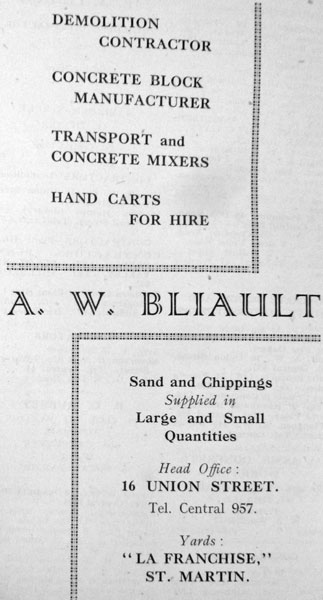 DEMOLITION
CONTRACTOR
CONCRETE BLOCK
MANUFACTURER
TRANSPORT and
CONCRETE MIXERS
HAND CARTS
FOR HIRE
A. W. BLIAULT
Sand and Chippings
Supplied in
Large and Small
Quantities
Head Office :
16 UNION STREET.
Tel. Central 957.
Yards :
"LA FRANCHISE,"
ST. MARTIN.